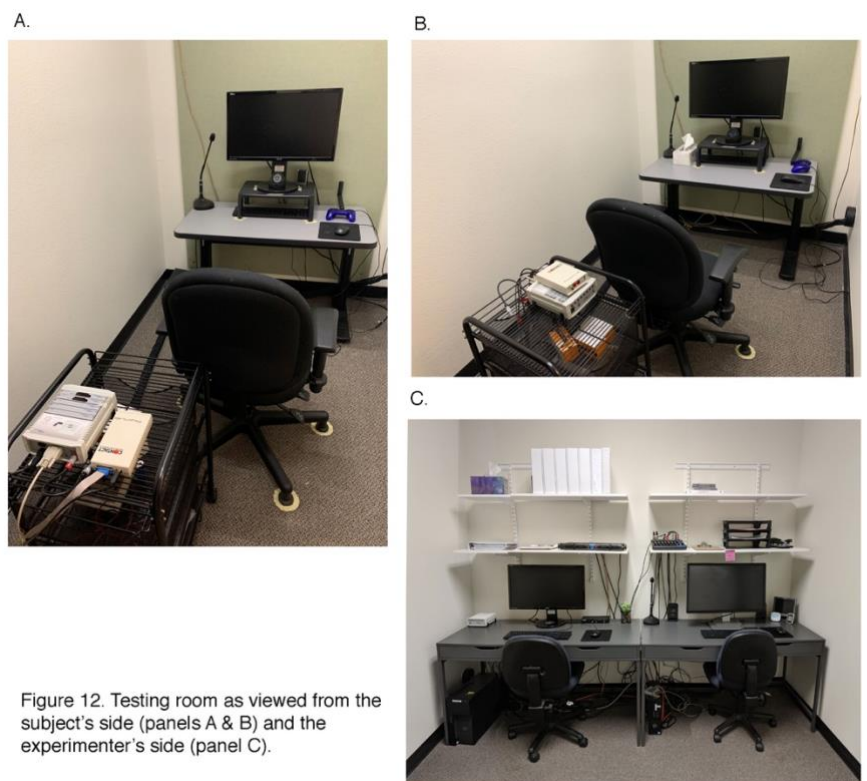 A.
B.
C.
Figure 12. Testing room as viewed from the
subject's side (panels A & B) and the
experimenter's side (panel C).